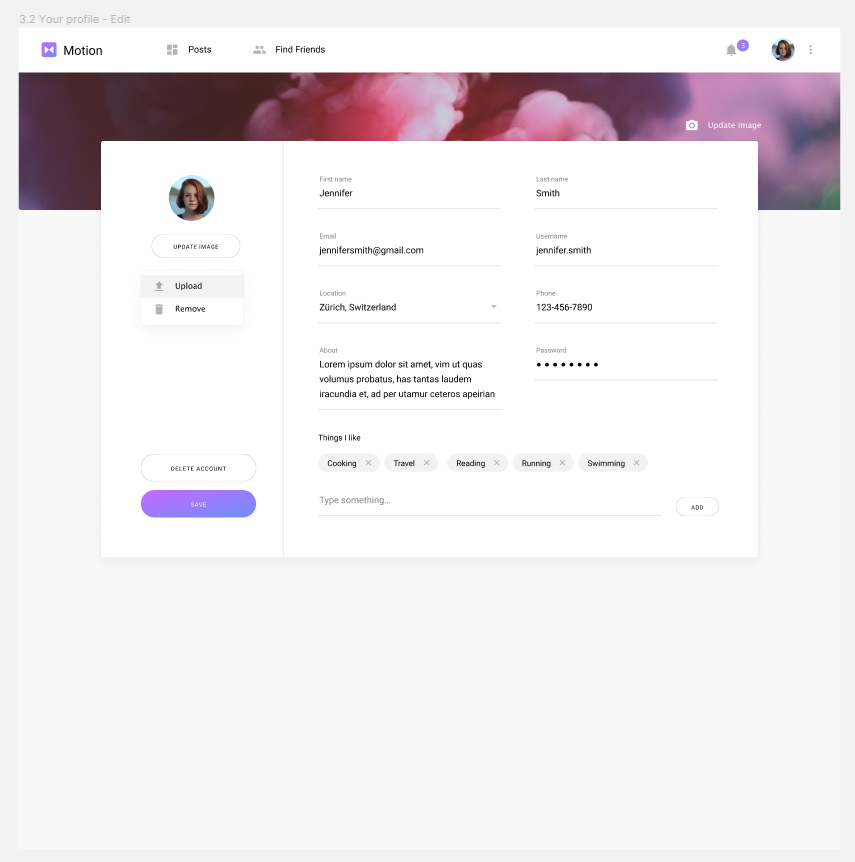 3.2 Your profile - Edit
Motion
Posts
Find Friends
3
Update image
First name
Jennifer
Last name
Smith
UPDATE IMAGE
Email
jennifersmith@gmail.com
Username
jennifer.smith
Upload
Remove
Location
Zürich, Switzerland
Phone
123-456-7890
About
Lorem ipsum dolor sit amet, vim ut quas
volumus probatus, has tantas laudem
iracundia et, ad per utamur ceteros apeirian
Password
Things I like
Cooking
Travel
Reading
Running
Swimming
DELETE ACCOUNT
SAVE
Type something...
ADD